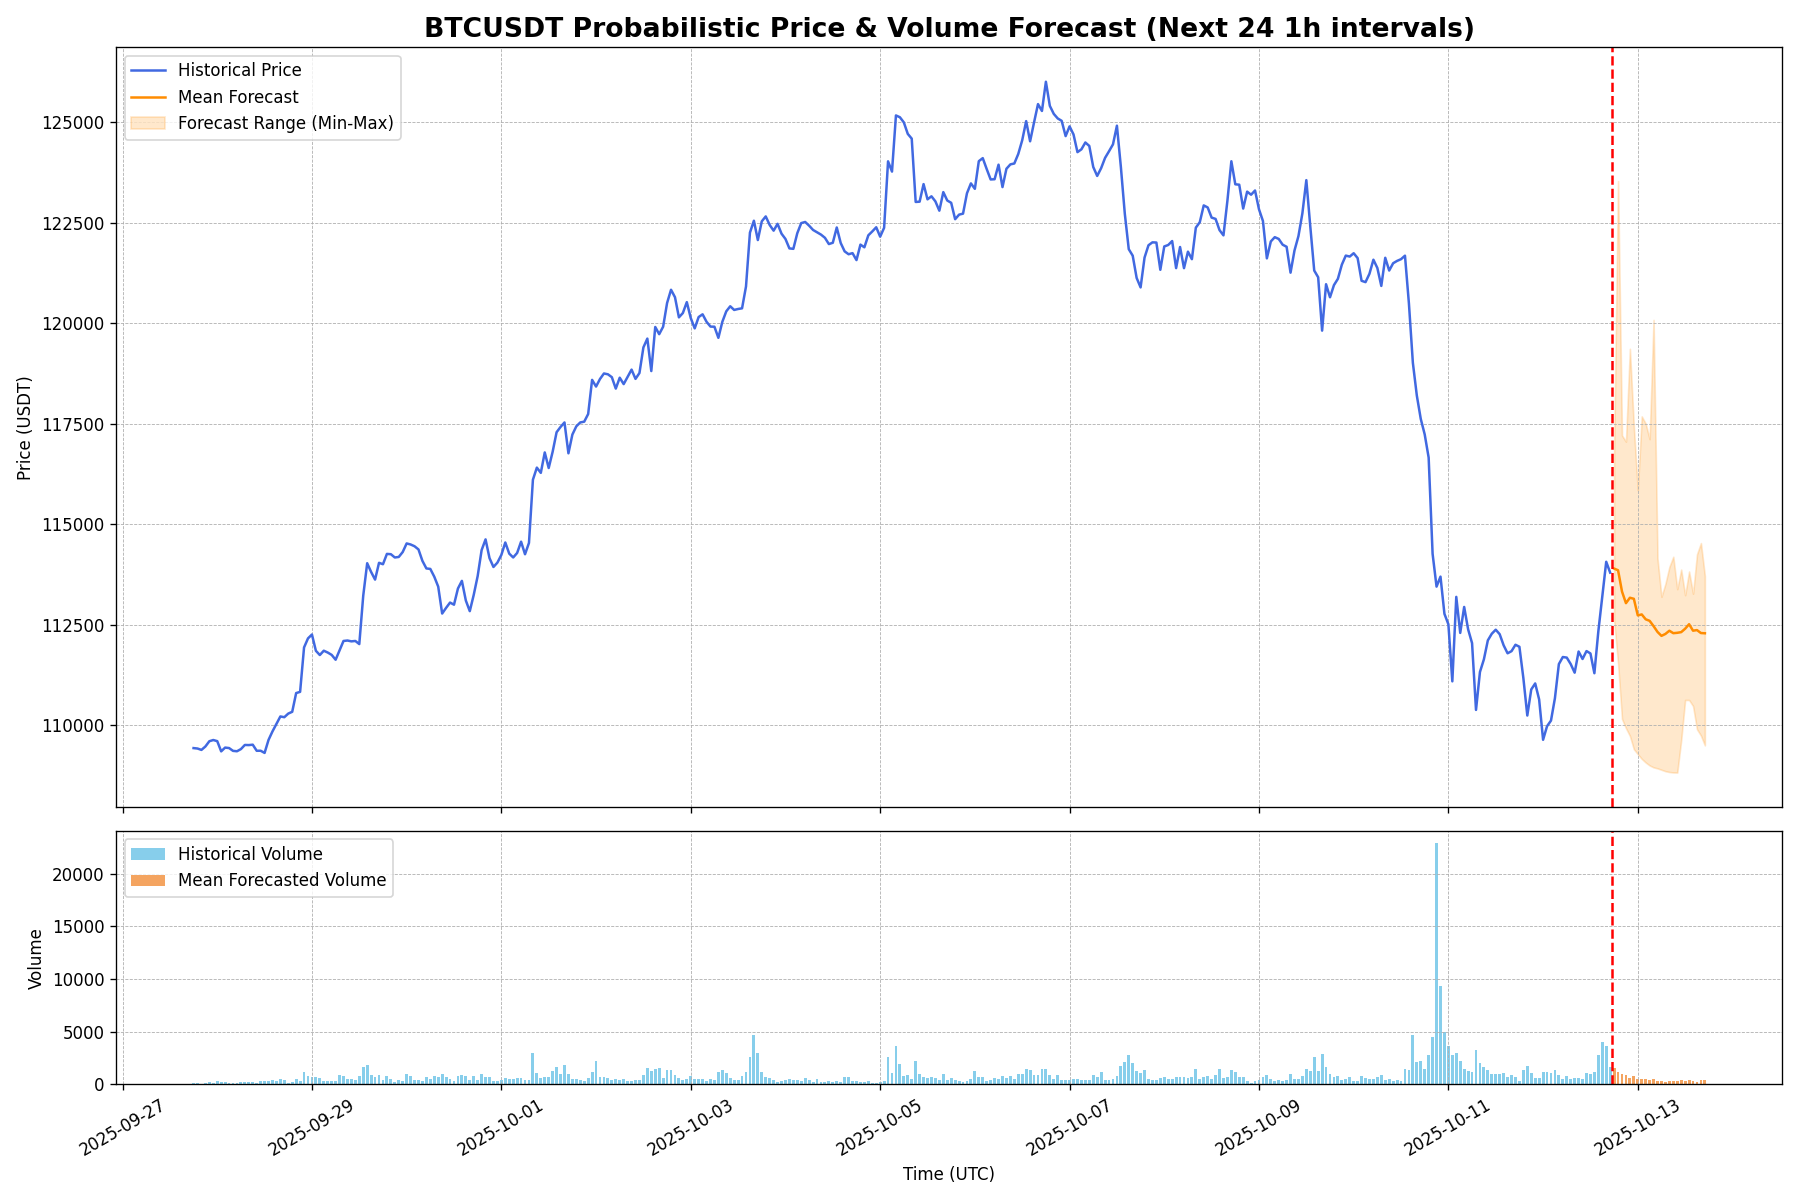 BTCUSDT Probabilistic Price & Volume Forecast (Next 24 1h intervals)
Historical Price
Mean Forecast
Forecast Range (Min-Max)
125000
122500
120000
117500
115000
112500
110000
Price (USDT)
Historical Volume
Mean Forecasted Volume
20000
15000
10000
5000
0
Volume
2025-09-27
2025-09-29
2025-10-01
2025-10-03
2025-10-05
2025-10-07
2025-10-09
2025-10-11
2025-10-13
Time (UTC)